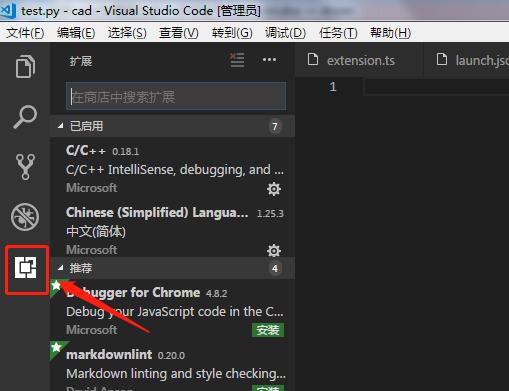 test.py - cad - Visual Studio Code [管理员]
文件(F) 编辑(E) 选择(S) 查看(V) 转到(G) 调试(D) 任务(T) 帮助(H)
扩展
extension.ts
launch.jsc
在商店中搜索扩展
1
已启用 7
C/C++ 0.18.1
C/C++ IntelliSense, debugging, and ...
Microsoft
Chinese (Simplified) Langua... 1.25.3
中文(简体)
Microsoft
推荐 4
Debugger for Chrome 4.8.2
Debug your JavaScript code in the C...
Microsoft 安装
markdownlint 0.20.0
Markdown linting and style checking...